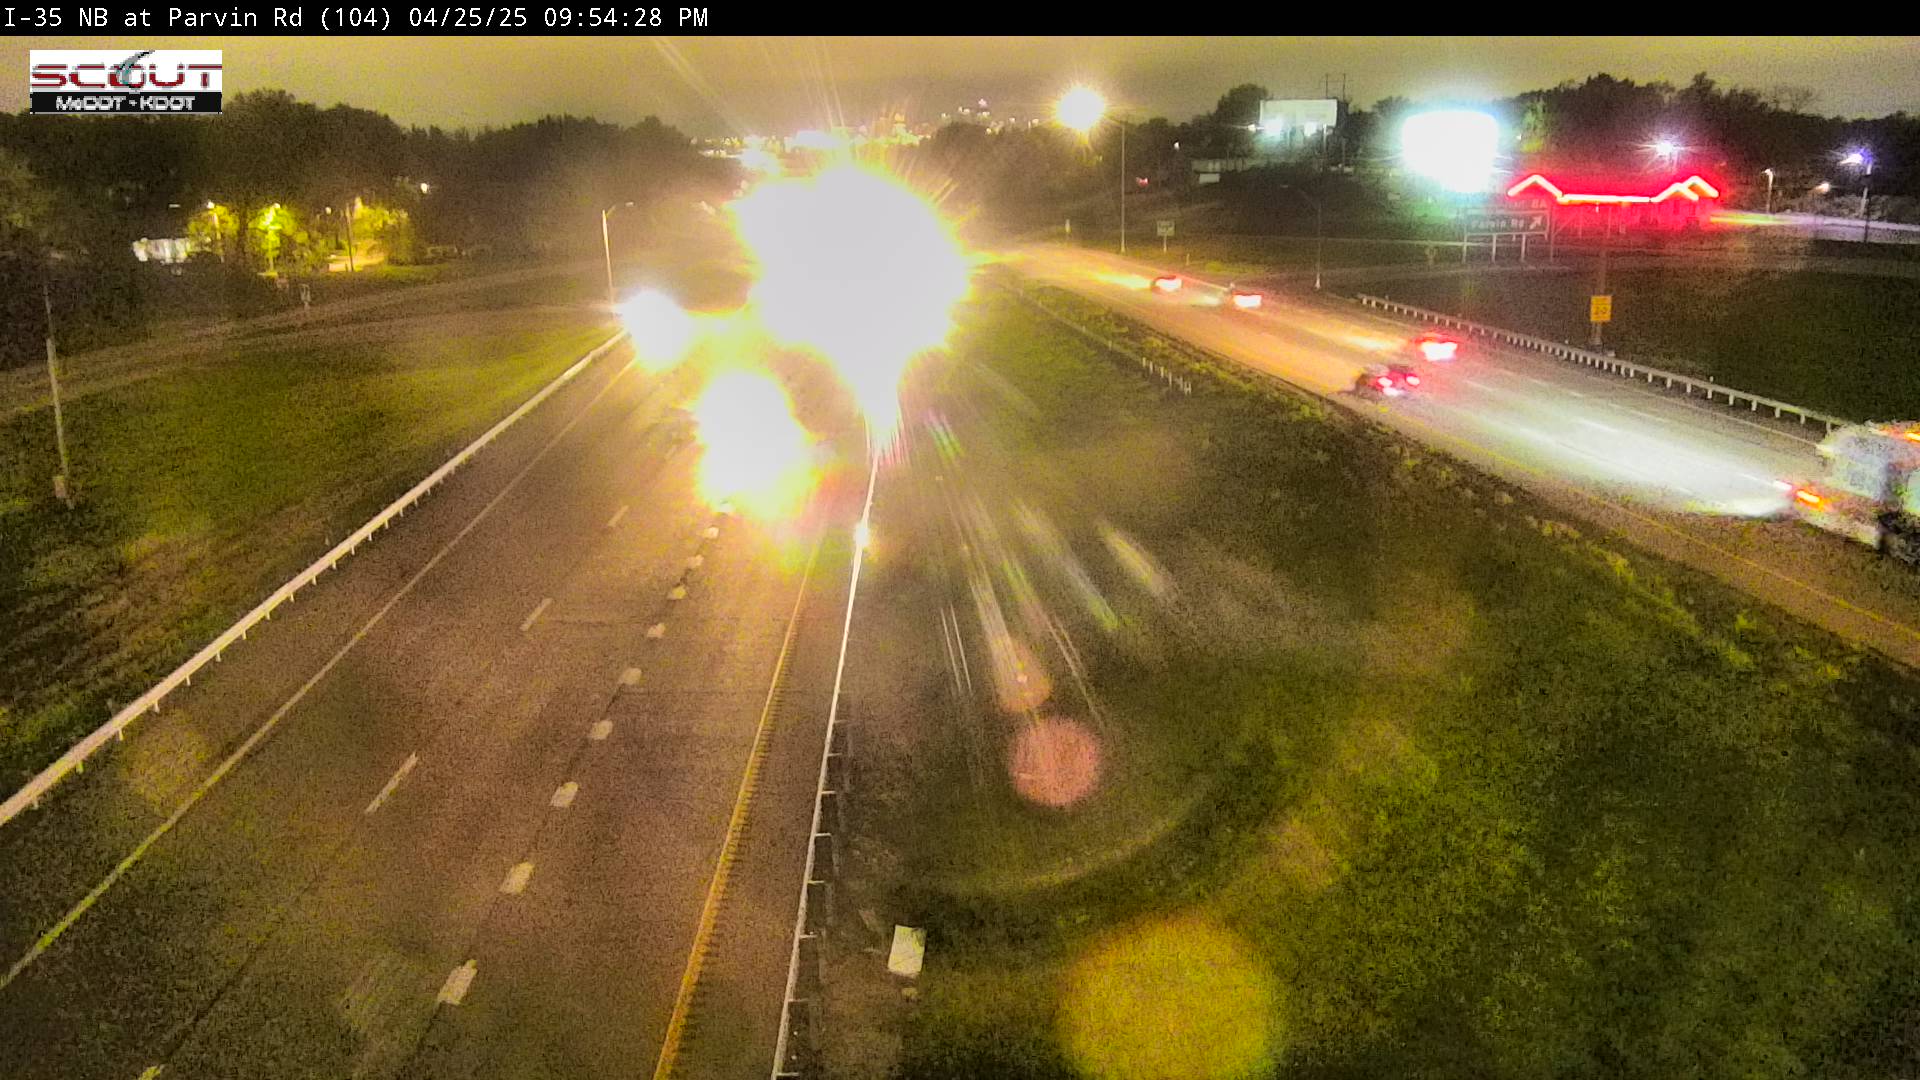 I-35 NB at Parvin Rd (104) 04/25/25 09:54:28 PM
SCOUT
MoDOT - KDOT
Parvin Rd